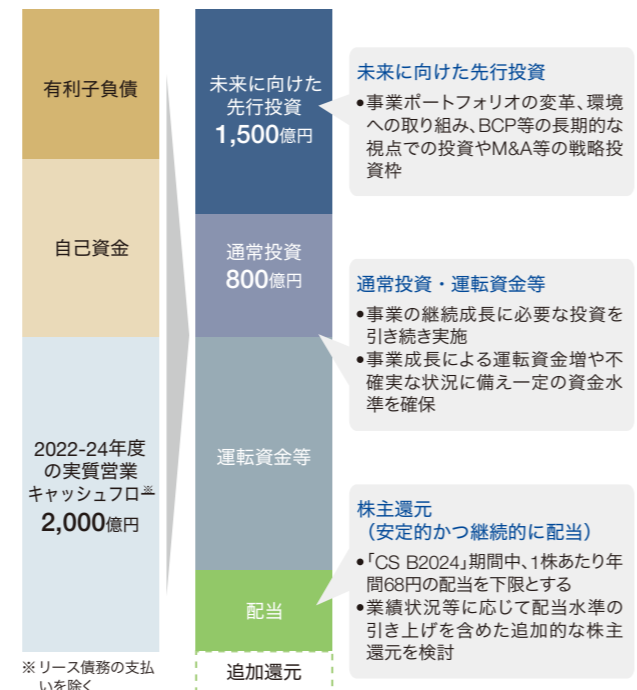 有利子負債
自己資金
2022-24年度
の実質営業
キャッシュフロー※
2,000億円
※リース債務の支払
いを除く
未来に向けた
先行投資
1,500億円
通常投資
800億円
運転資金等
配当
追加還元
未来に向けた先行投資
•事業ポートフォリオの変革、環境
への取り組み、BCP等の長期的な
視点での投資やM&A等の戦略投
資枠
通常投資・運転資金等
•事業の継続成長に必要な投資を
引き続き実施
•事業成長による運転資金増や不
確実な状況に備え一定の資金水
準を確保
株主還元
（安定的かつ継続的に配当）
•「CS B2024」期間中、1株あたり年
間68円の配当を下限とする
•業績状況等に応じて配当水準の
引き上げを含めた追加的な株主
還元を検討